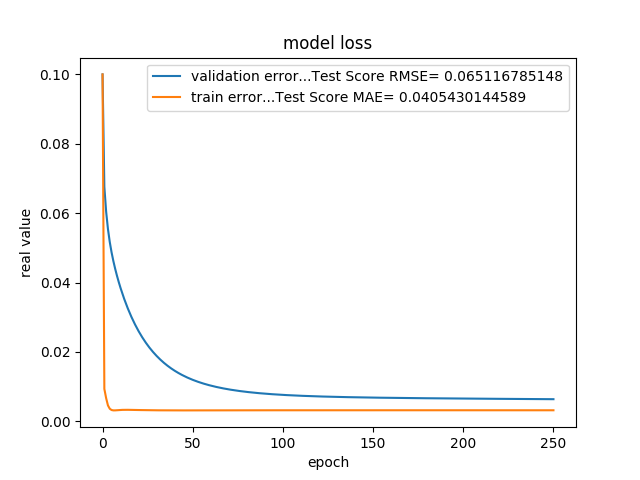 model loss
validation error...Test Score RMSE= 0.065116785148
train error...Test Score MAE= 0.0405430144589
real value
0.10
0.08
0.06
0.04
0.02
0.00
0 50 100 150 200 250
epoch